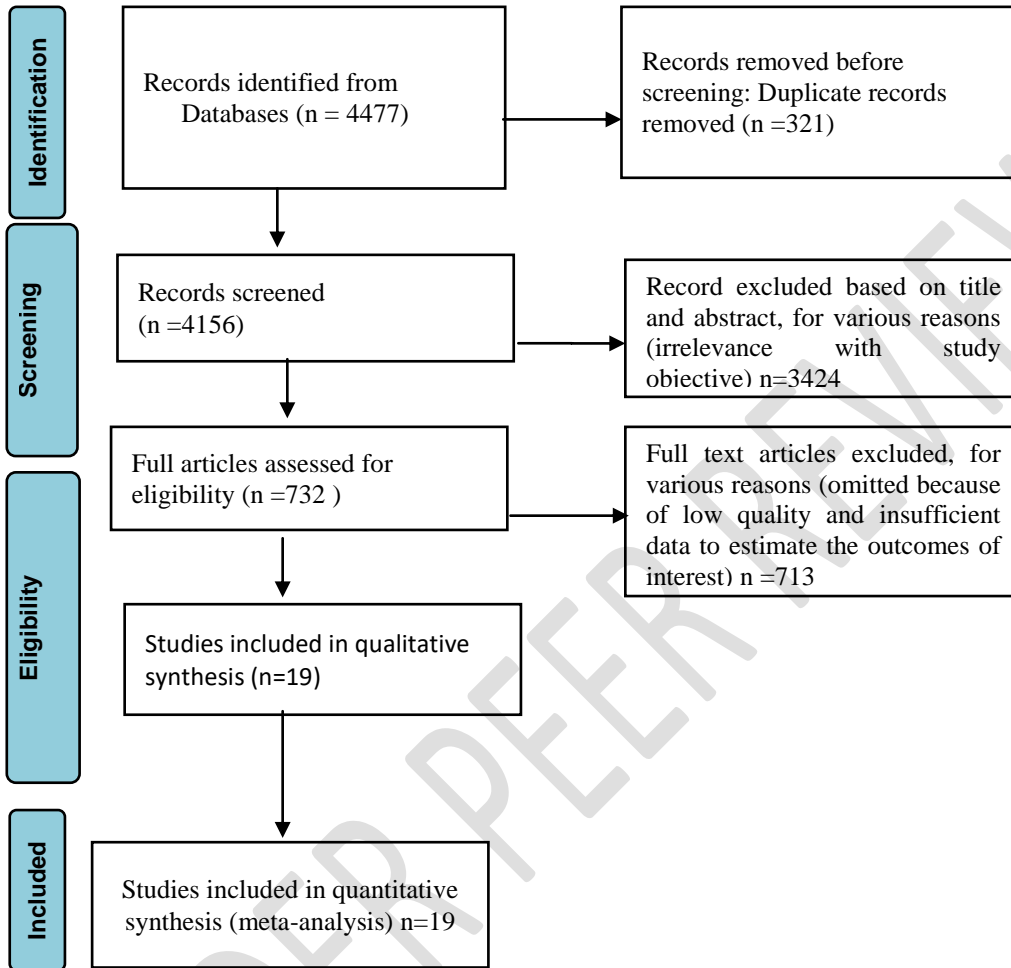 Identification
Records identified from
Databases (n = 4477)
Records removed before
screening: Duplicate records
removed (n =321)
Screening
Records screened
(n =4156)
Record excluded based on title
and abstract, for various reasons
(irrelevance with study
objective) n=3424
Eligibility
Full articles assessed for
eligibility (n =732 )
Full text articles excluded, for
various reasons (omitted because
of low quality and insufficient
data to estimate the outcomes of
interest) n =713
Studies included in qualitative
synthesis (n=19)
Included
Studies included in quantitative
synthesis (meta-analysis) n=19
PEER REVIEW